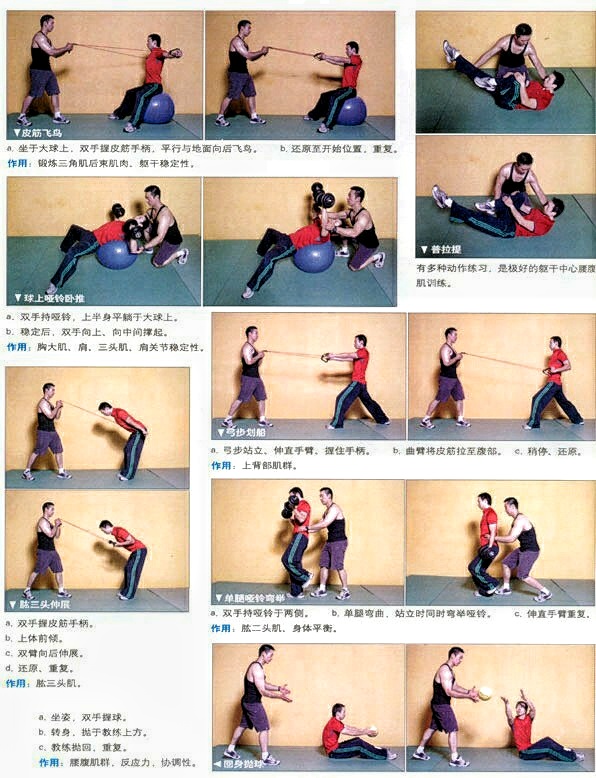 ▼皮筋飞鸟
a. 坐于大球上，双手握皮筋手柄，平行与地面向后飞鸟。 b. 还原至开始位置，重复。
作用：锻炼三角肌后束肌肉、躯干稳定性。
▼普拉提
有多种动作练习，是极好的躯干中心腰腹
肌训练。
▼球上哑铃卧推
a. 双手持哑铃，上半身平躺于大球上。
b. 稳定后，双手向上、向中间撑起。
作用：胸大肌、肩、三头肌、肩关节稳定性。
▼弓步划船
a. 弓步站立、伸直手臂、握住手柄。 b. 曲臂将皮筋拉至腹部。 c. 稍停、还原。
作用：上背部肌群。
▼肱三头伸展
a. 双手握皮筋手柄。
b. 上体前倾。
c. 双臂向后伸展。
d. 还原、重复。
作用：肱三头肌。
▼单腿哑铃弯举
a. 双手持哑铃于两侧。 b. 单腿弯曲、站立时同时弯举哑铃。 c. 伸直手臂重复。
作用：肱二头肌、身体平衡。
◀回身抛球
a. 坐姿，双手握球。
b. 转身，抛于教练上方。
c. 教练抛回，重复。
作用：腰腹肌群，反应力，协调性。